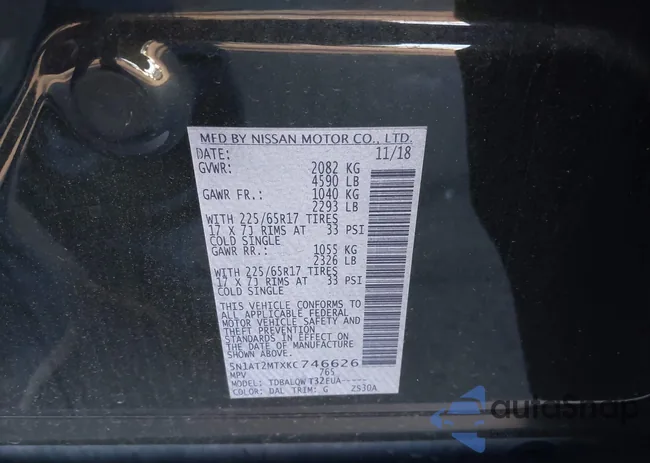 MFD BY NISSAN MOTOR CO., LTD.
DATE: 11/18
GVWR: 2082 KG
4590 LB
GAWR FR.: 1040 KG
2293 LB
WITH 225/65R17 TIRES
17 X 7J RIMS AT 33 PSI
COLD SINGLE
GAWR RR.: 1055 KG
2326 LB
WITH 225/65R17 TIRES
17 X 7J RIMS AT 33 PSI
COLD SINGLE
THIS VEHICLE CONFORMS TO
ALL APPLICABLE FEDERAL
MOTOR VEHICLE SAFETY AND
THEFT PREVENTION
STANDARDS IN EFFECT ON
THE DATE OF MANUFACTURE
SHOWN ABOVE.
5N1AT2MTXKC746626
MPV 765
MODEL: TDBALQW T32EUA-----
COLOR: DAL TRIM: G ZS30A
autosnap